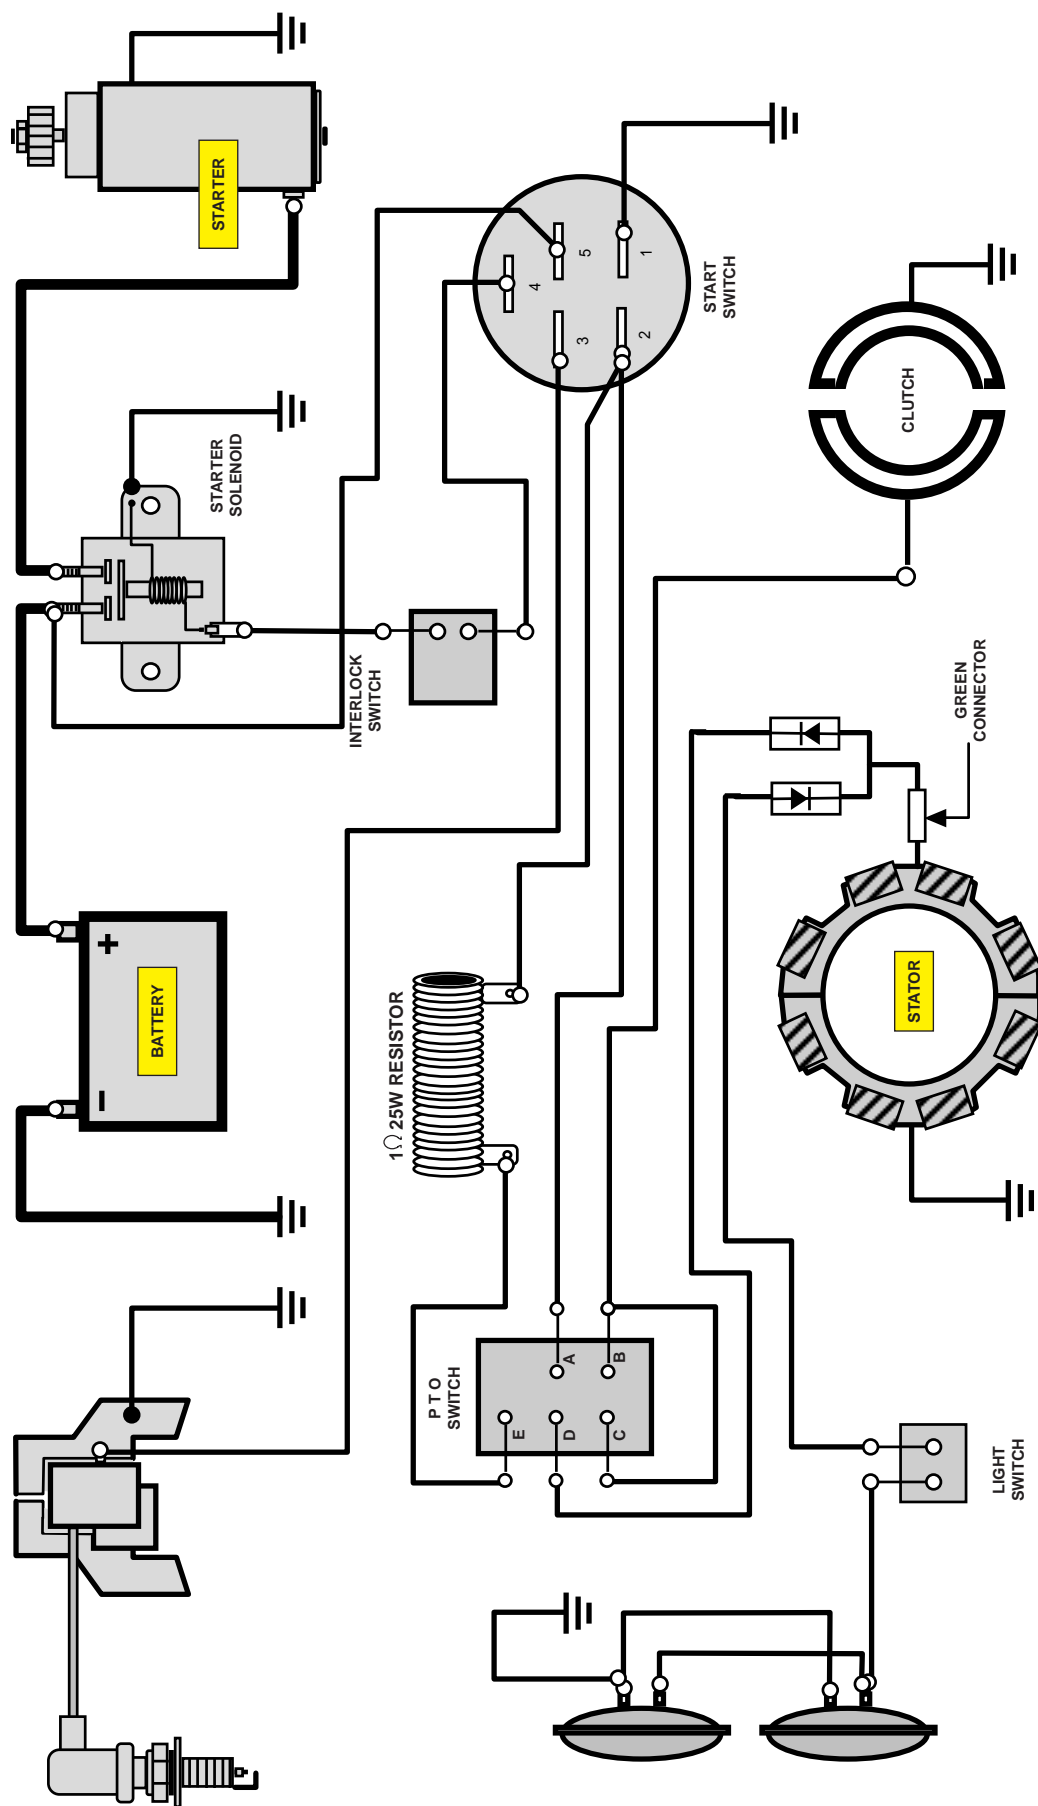 STARTER
STARTER
SOLENOID
5
4
1
3
2
START
SWITCH
CLUTCH
INTERLOCK
SWITCH
GREEN
CONNECTOR
+
BATTERY
–
1Ω 25W RESISTOR
STATOR
P T O
SWITCH
A
B
E
D
C
LIGHT
SWITCH